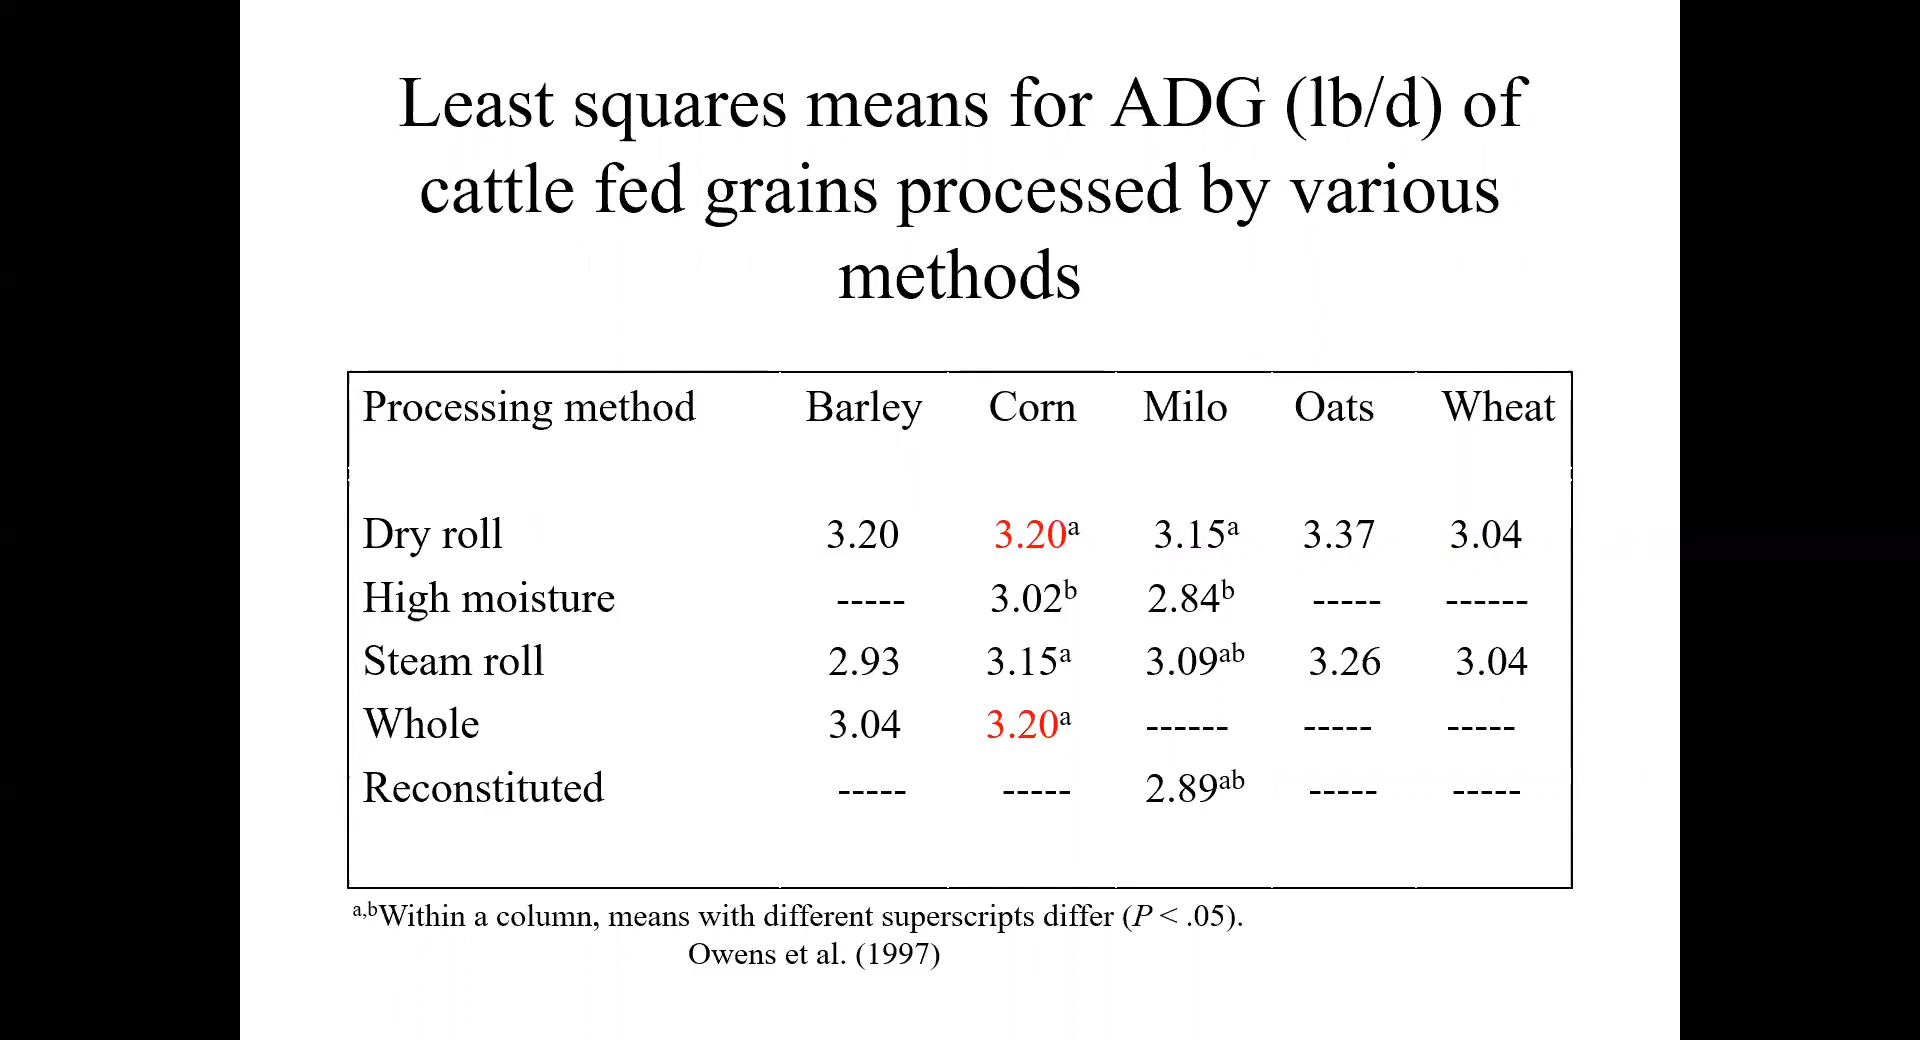 Least squares means for ADG (lb/d) of
cattle fed grains processed by various
methods
Processing method Barley Corn Milo Oats Wheat
Dry roll 3.20 3.20ᵃ 3.15ᵃ 3.37 3.04
High moisture ----- 3.02ᵇ 2.84ᵇ ----- ------
Steam roll 2.93 3.15ᵃ 3.09ᵃᵇ 3.26 3.04
Whole 3.04 3.20ᵃ ------ ----- -----
Reconstituted ----- ----- 2.89ᵃᵇ ----- -----
ᵃ,ᵇWithin a column, means with different superscripts differ (P < .05).
Owens et al. (1997)